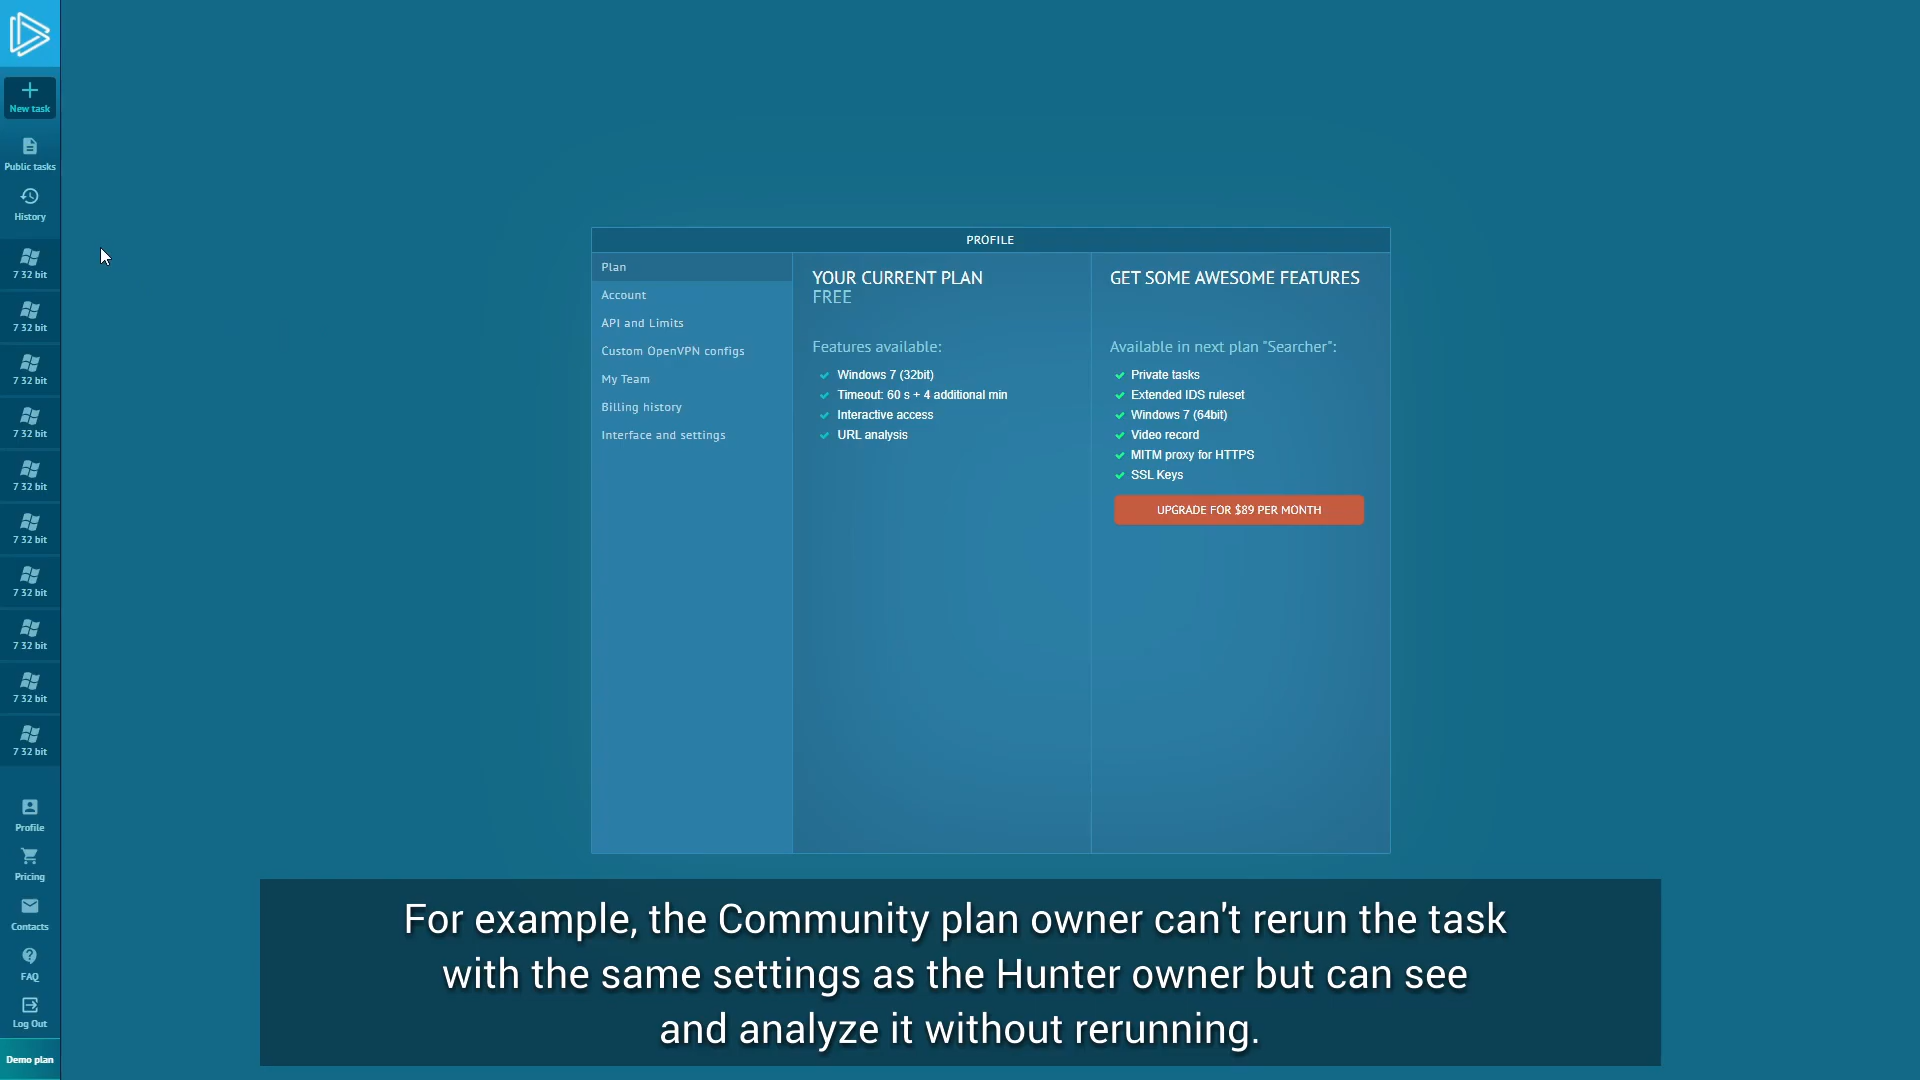 New task
Public tasks
History
7 32 bit
7 32 bit
7 32 bit
7 32 bit
7 32 bit
7 32 bit
7 32 bit
7 32 bit
7 32 bit
7 32 bit
Profile
Pricing
Contacts
FAQ
Log Out
Demo plan
PROFILE
Plan
Account
API and Limits
Custom OpenVPN configs
My Team
Billing history
Interface and settings
YOUR CURRENT PLAN
FREE
Features available:
Windows 7 (32bit)
Timeout: 60 s + 4 additional min
Interactive access
URL analysis
GET SOME AWESOME FEATURES
Available in next plan "Searcher":
Private tasks
Extended IDS ruleset
Windows 7 (64bit)
Video record
MITM proxy for HTTPS
SSL Keys
UPGRADE FOR $89 PER MONTH
For example, the Community plan owner can't rerun the task
with the same settings as the Hunter owner but can see
and analyze it without rerunning.